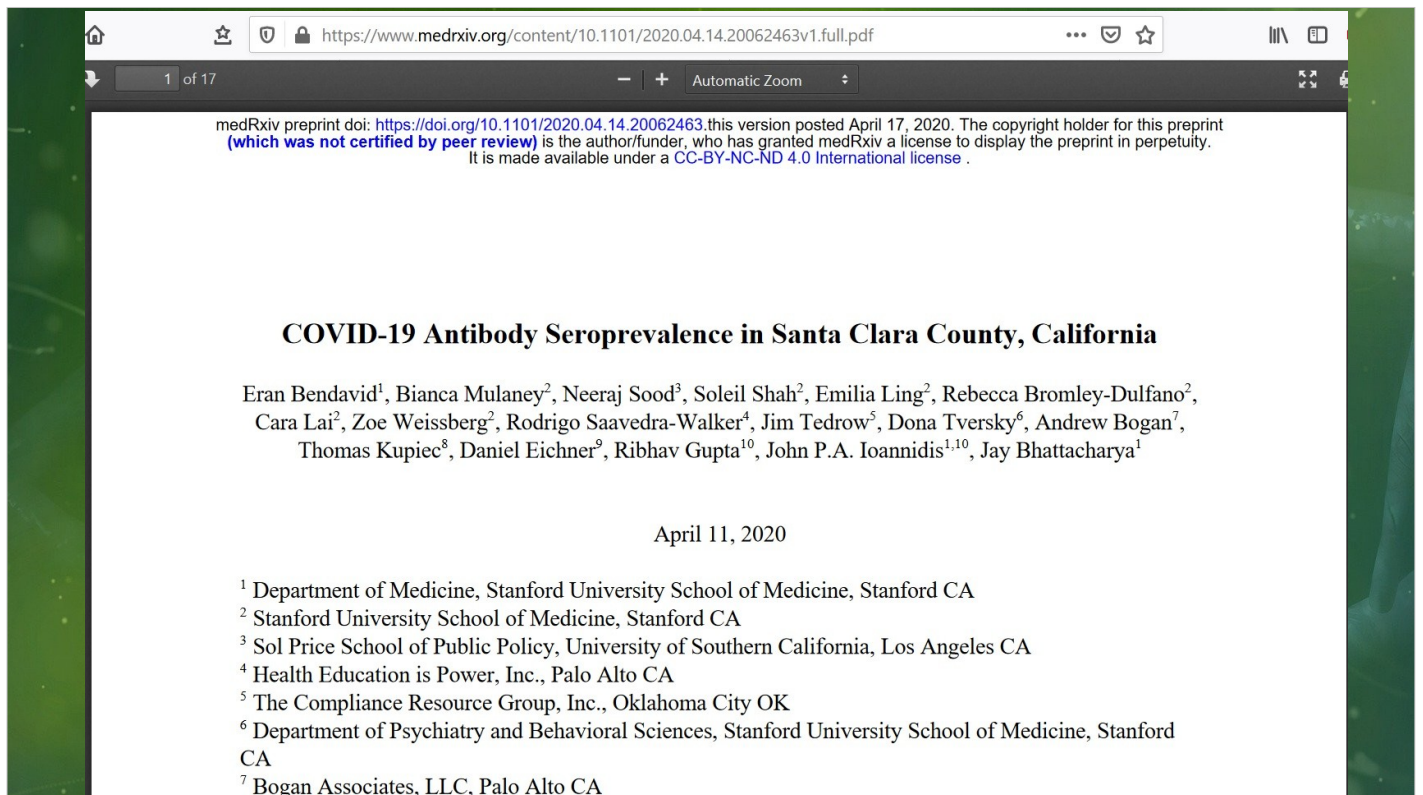 https://www.medrxiv.org/content/10.1101/2020.04.14.20062463v1.full.pdf
1 of 17
Automatic Zoom
medRxiv preprint doi: https://doi.org/10.1101/2020.04.14.20062463.this version posted April 17, 2020. The copyright holder for this preprint
(which was not certified by peer review) is the author/funder, who has granted medRxiv a license to display the preprint in perpetuity.
It is made available under a CC-BY-NC-ND 4.0 International license .
COVID-19 Antibody Seroprevalence in Santa Clara County, California
Eran Bendavid1, Bianca Mulaney2, Neeraj Sood3, Soleil Shah2, Emilia Ling2, Rebecca Bromley-Dulfano2,
Cara Lai2, Zoe Weissberg2, Rodrigo Saavedra-Walker4, Jim Tedrow5, Dona Tversky6, Andrew Bogan7,
Thomas Kupiec8, Daniel Eichner9, Ribhav Gupta10, John P.A. Ioannidis1,10, Jay Bhattacharya1
April 11, 2020
1 Department of Medicine, Stanford University School of Medicine, Stanford CA
2 Stanford University School of Medicine, Stanford CA
3 Sol Price School of Public Policy, University of Southern California, Los Angeles CA
4 Health Education is Power, Inc., Palo Alto CA
5 The Compliance Resource Group, Inc., Oklahoma City OK
6 Department of Psychiatry and Behavioral Sciences, Stanford University School of Medicine, Stanford
CA
7 Bogan Associates, LLC, Palo Alto CA